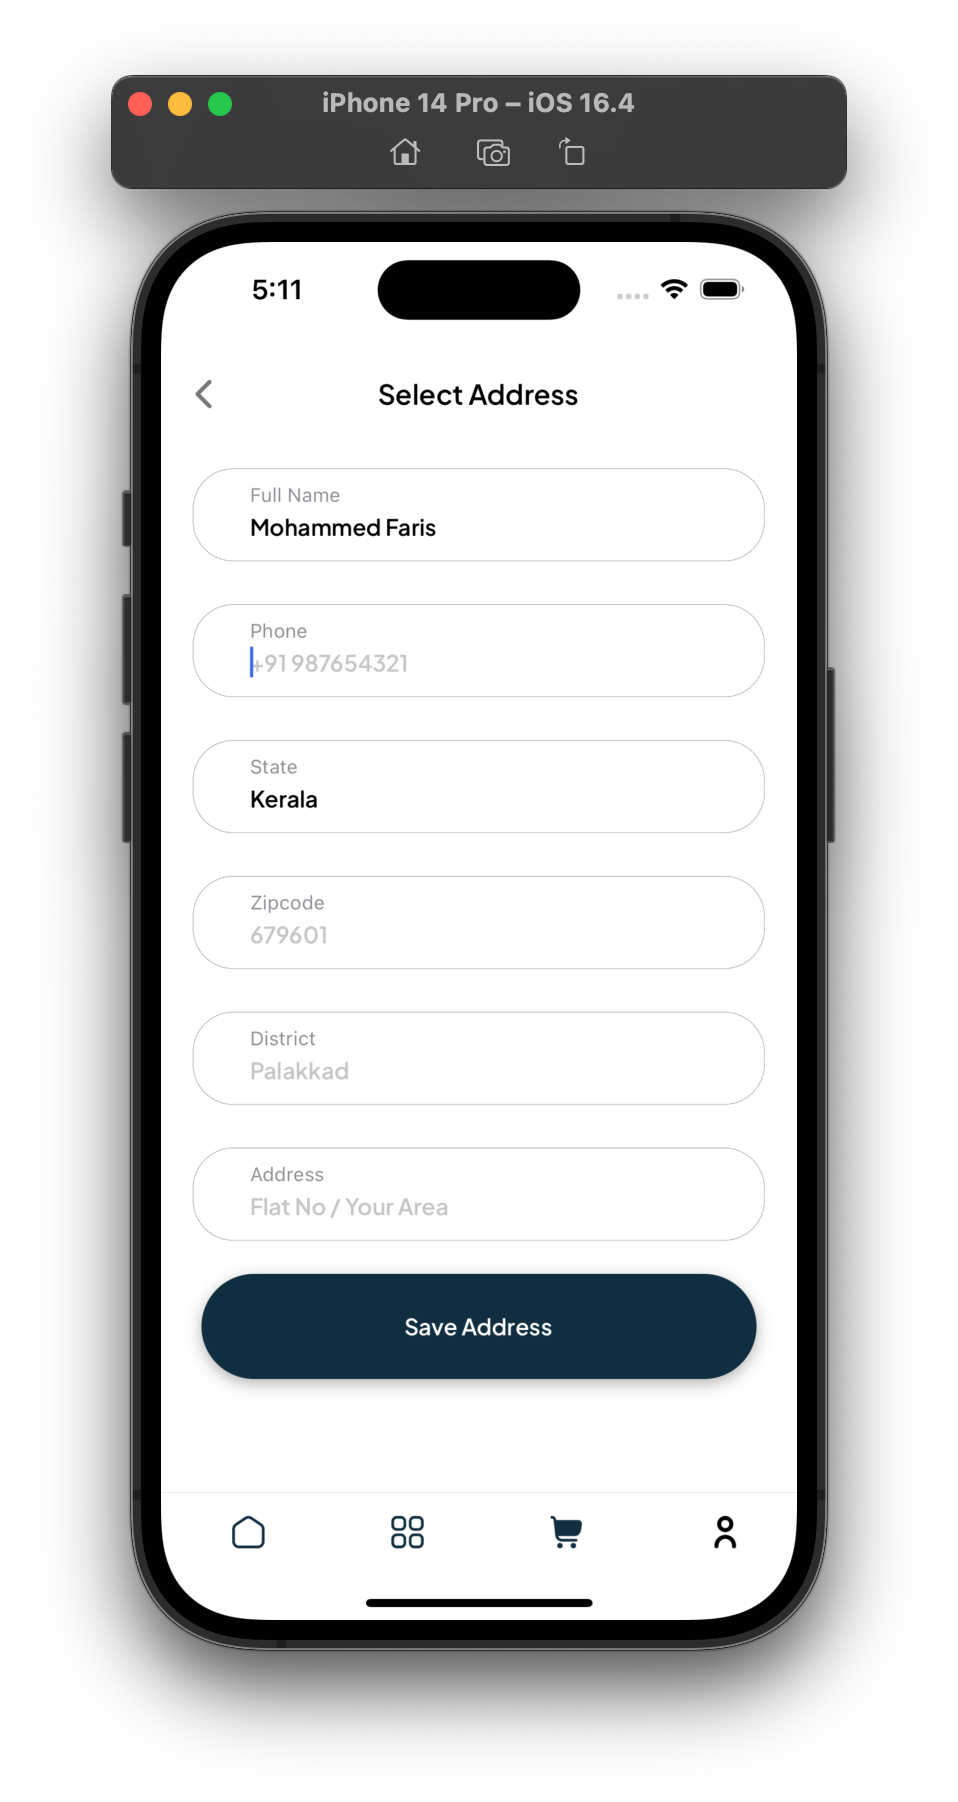 iPhone 14 Pro – iOS 16.4
5:11
Select Address
Full Name
Mohammed Faris
Phone
+91 987654321
State
Kerala
Zipcode
679601
District
Palakkad
Address
Flat No / Your Area
Save Address